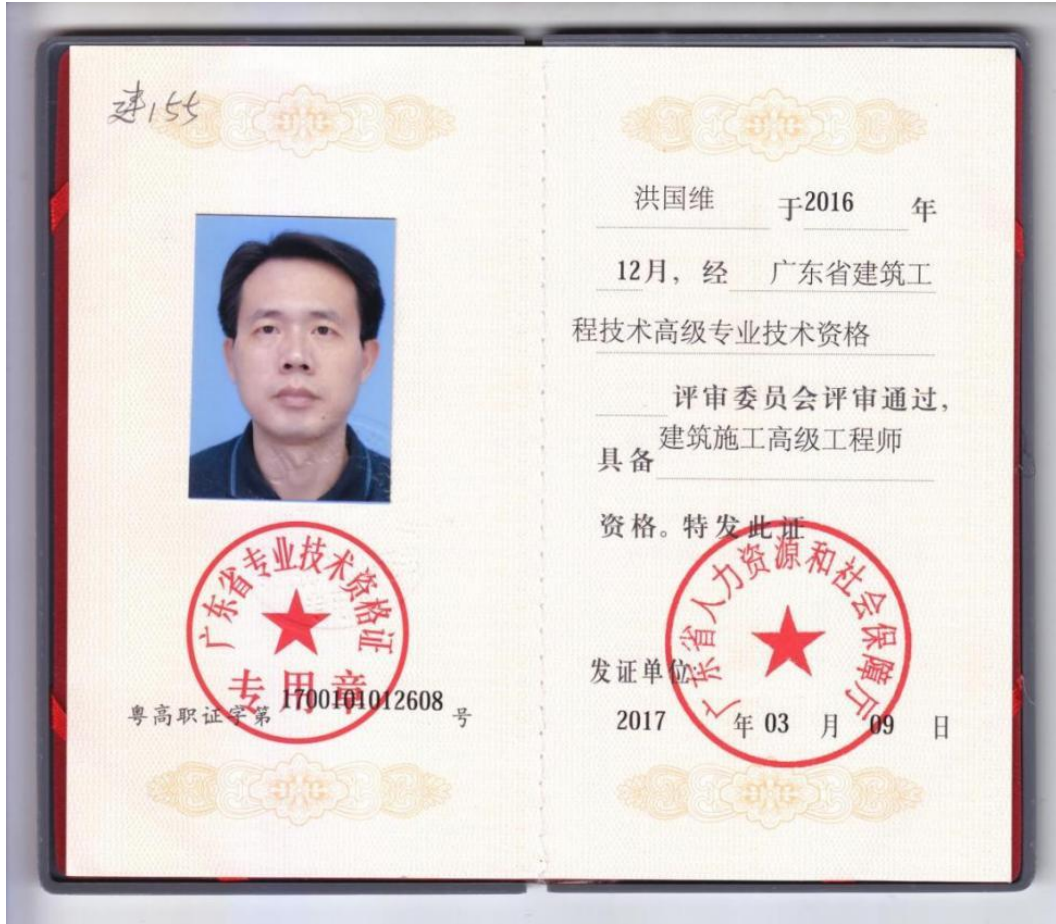 建155
广东省专业技术资格证
专用章
粤高职证字第 1700101012608 号
洪国维 于2016 年
12月，经 广东省建筑工
程技术高级专业技术资格
评审委员会评审通过，
具备 建筑施工高级工程师
资格。特发此证
广东省人力资源和社会保障厅
发证单位：
2017 年 03 月 09 日